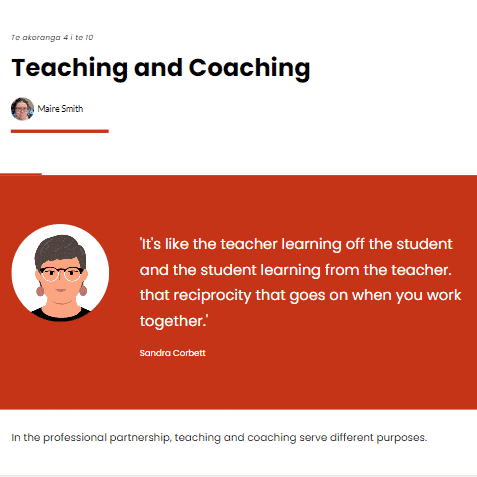 Te akoranga 4 i te 10
Teaching and Coaching
Maire Smith
'It's like the teacher learning off the student
and the student learning from the teacher.
that reciprocity that goes on when you work
together.'
Sandra Corbett
In the professional partnership, teaching and coaching serve different purposes.